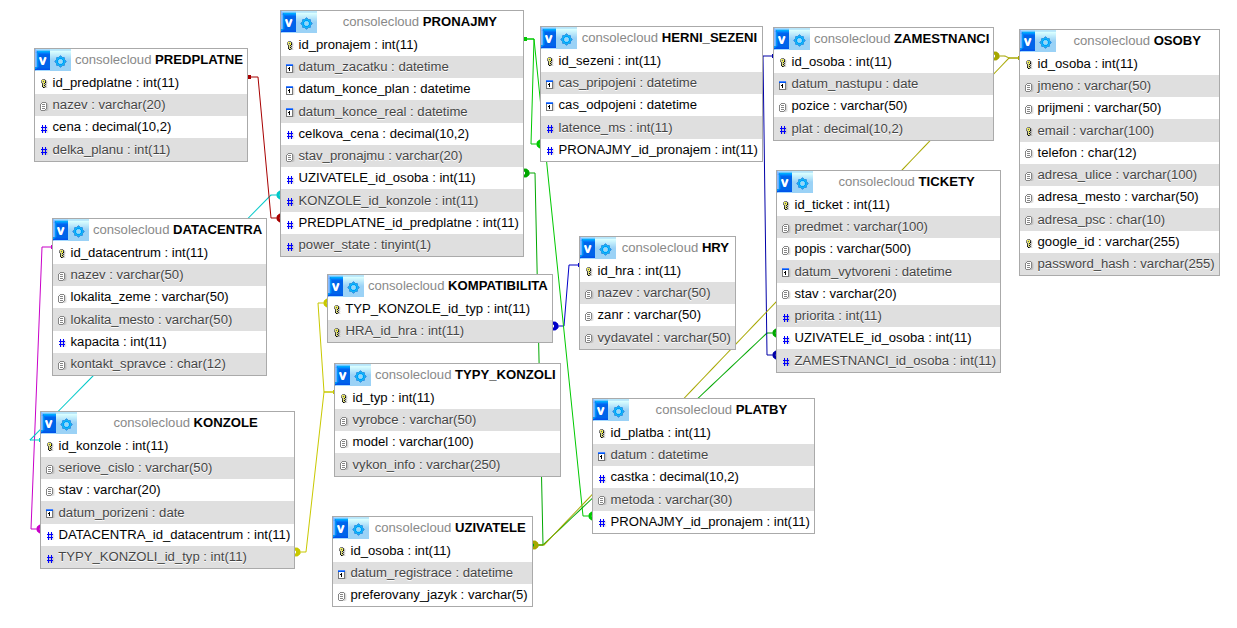 v consolecloud PREDPLATNE
id_predplatne : int(11)
nazev : varchar(20)
cena : decimal(10,2)
delka_planu : int(11)
v consolecloud PRONAJMY
id_pronajem : int(11)
datum_zacatku : datetime
datum_konce_plan : datetime
datum_konce_real : datetime
celkova_cena : decimal(10,2)
stav_pronajmu : varchar(20)
UZIVATELE_id_osoba : int(11)
KONZOLE_id_konzole : int(11)
PREDPLATNE_id_predplatne : int(11)
power_state : tinyint(1)
v consolecloud HERNI_SEZENI
id_sezeni : int(11)
cas_pripojeni : datetime
cas_odpojeni : datetime
latence_ms : int(11)
PRONAJMY_id_pronajem : int(11)
v consolecloud ZAMESTNANCI
id_osoba : int(11)
datum_nastupu : date
pozice : varchar(50)
plat : decimal(10,2)
v consolecloud OSOBY
id_osoba : int(11)
jmeno : varchar(50)
prijmeni : varchar(50)
email : varchar(100)
telefon : char(12)
adresa_ulice : varchar(100)
adresa_mesto : varchar(50)
adresa_psc : char(10)
google_id : varchar(255)
password_hash : varchar(255)
v consolecloud TICKETY
id_ticket : int(11)
predmet : varchar(100)
popis : varchar(500)
datum_vytvoreni : datetime
stav : varchar(20)
priorita : int(11)
UZIVATELE_id_osoba : int(11)
ZAMESTNANCI_id_osoba : int(11)
v consolecloud DATACENTRA
id_datacentrum : int(11)
nazev : varchar(50)
lokalita_zeme : varchar(50)
lokalita_mesto : varchar(50)
kapacita : int(11)
kontakt_spravce : char(12)
v consolecloud HRY
id_hra : int(11)
nazev : varchar(50)
zanr : varchar(50)
vydavatel : varchar(50)
v consolecloud KOMPATIBILITA
TYP_KONZOLE_id_typ : int(11)
HRA_id_hra : int(11)
v consolecloud TYPY_KONZOLI
id_typ : int(11)
vyrobce : varchar(50)
model : varchar(100)
vykon_info : varchar(250)
v consolecloud KONZOLE
id_konzole : int(11)
seriove_cislo : varchar(50)
stav : varchar(20)
datum_porizeni : date
DATACENTRA_id_datacentrum : int(11)
TYPY_KONZOLI_id_typ : int(11)
v consolecloud PLATBY
id_platba : int(11)
datum : datetime
castka : decimal(10,2)
metoda : varchar(30)
PRONAJMY_id_pronajem : int(11)
v consolecloud UZIVATELE
id_osoba : int(11)
datum_registrace : datetime
preferovany_jazyk : varchar(5)